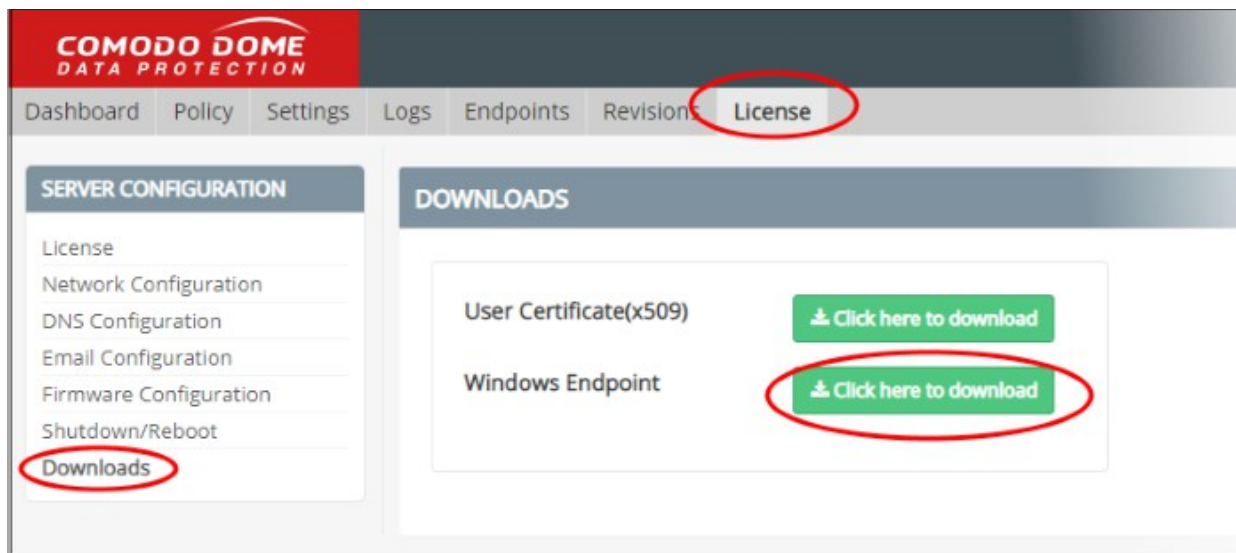 COMODO DOME
DATA PROTECTION
Dashboard Policy Settings Logs Endpoints Revisions License
SERVER CONFIGURATION
License
Network Configuration
DNS Configuration
Email Configuration
Firmware Configuration
Shutdown/Reboot
Downloads
DOWNLOADS
User Certificate(x509) Click here to download
Windows Endpoint Click here to download